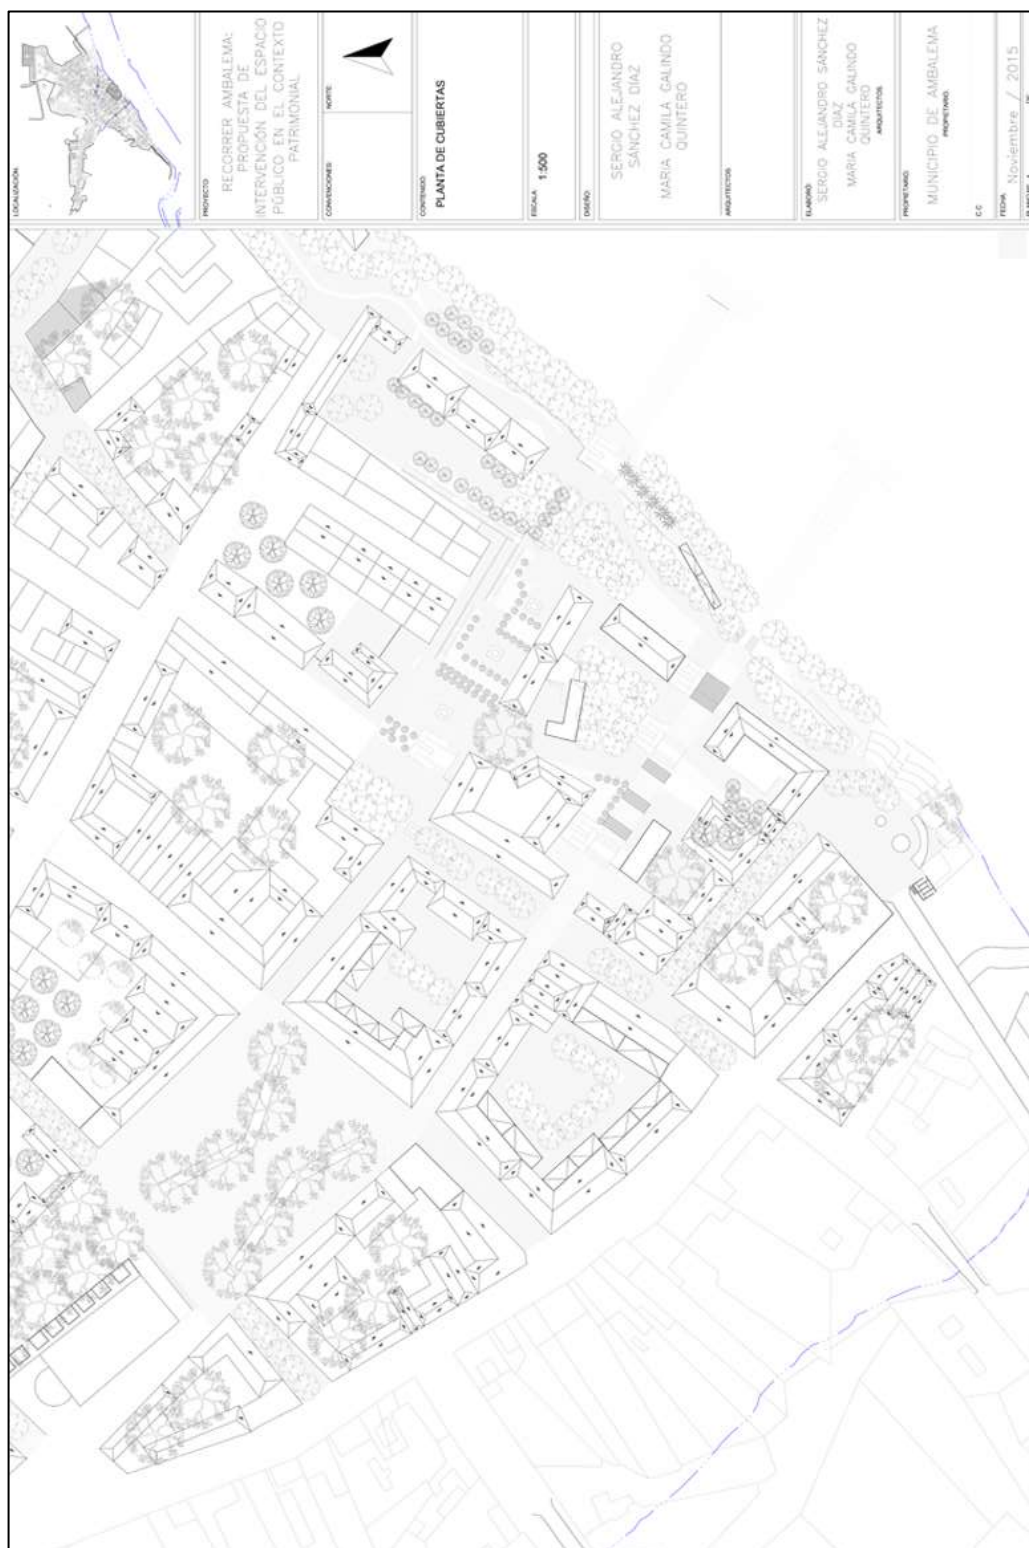 LOCALIZACIÓN:
PROYECTO:
RECORRER AMBALEMA:
PROPUESTA DE
INTERVENCIÓN DEL ESPACIO
PÚBLICO EN EL CONTEXTO
PATRIMONIAL
CONVENCIONES:
NORTE:
CONTENIDO:
PLANTA DE CUBIERTAS
ESCALA
1:500
DISEÑO:
SERGIO ALEJANDRO
SÁNCHEZ DÍAZ
MARÍA CAMILA GALINDO
QUINTERO
ARQUITECTOS
ELABORÓ:
SERGIO ALEJANDRO SÁNCHEZ
DÍAZ
MARÍA CAMILA GALINDO
QUINTERO
ARQUITECTOS
PROPIETARIO:
MUNICIPIO DE AMBALEMA
PROPIETARIO.
C.C
FECHA
Noviembre / 2015